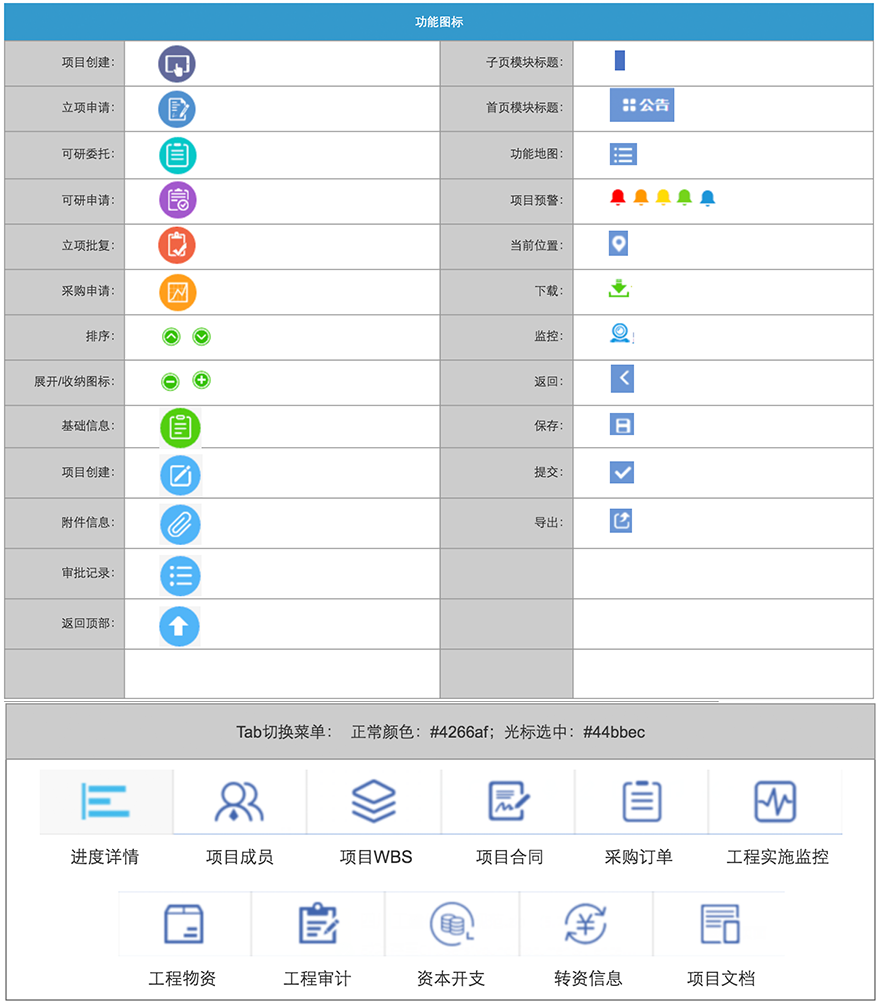 功能图标
项目创建： 子页模块标题：
立项申请： 首页模块标题： 公告
可研委托： 功能地图：
可研申请： 项目预警：
立项批复： 当前位置：
采购申请： 下载：
排序： 监控：
展开/收纳图标： 返回：
基础信息： 保存：
项目创建： 提交：
附件信息： 导出：
审批记录：
返回顶部：
Tab切换菜单： 正常颜色：#4266af；光标选中：#44bbec
进度详情 项目成员 项目WBS 项目合同 采购订单 工程实施监控
工程物资 工程审计 资本开支 转资信息 项目文档